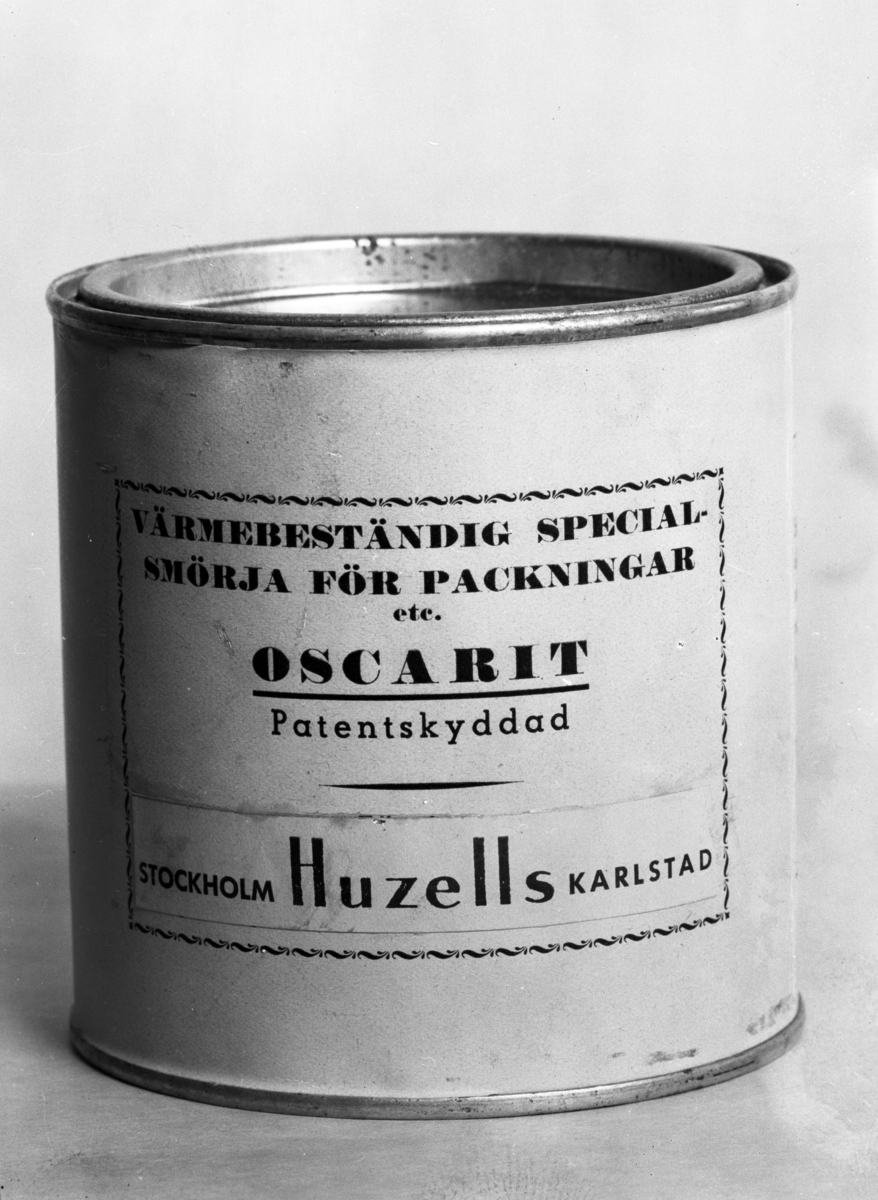 VÄRMEBESTÄNDIG SPECIAL-
SMÖRJA FÖR PACKNINGAR
etc.
OSCARIT
Patentskyddad
STOCKHOLM Huzells KARLSTAD